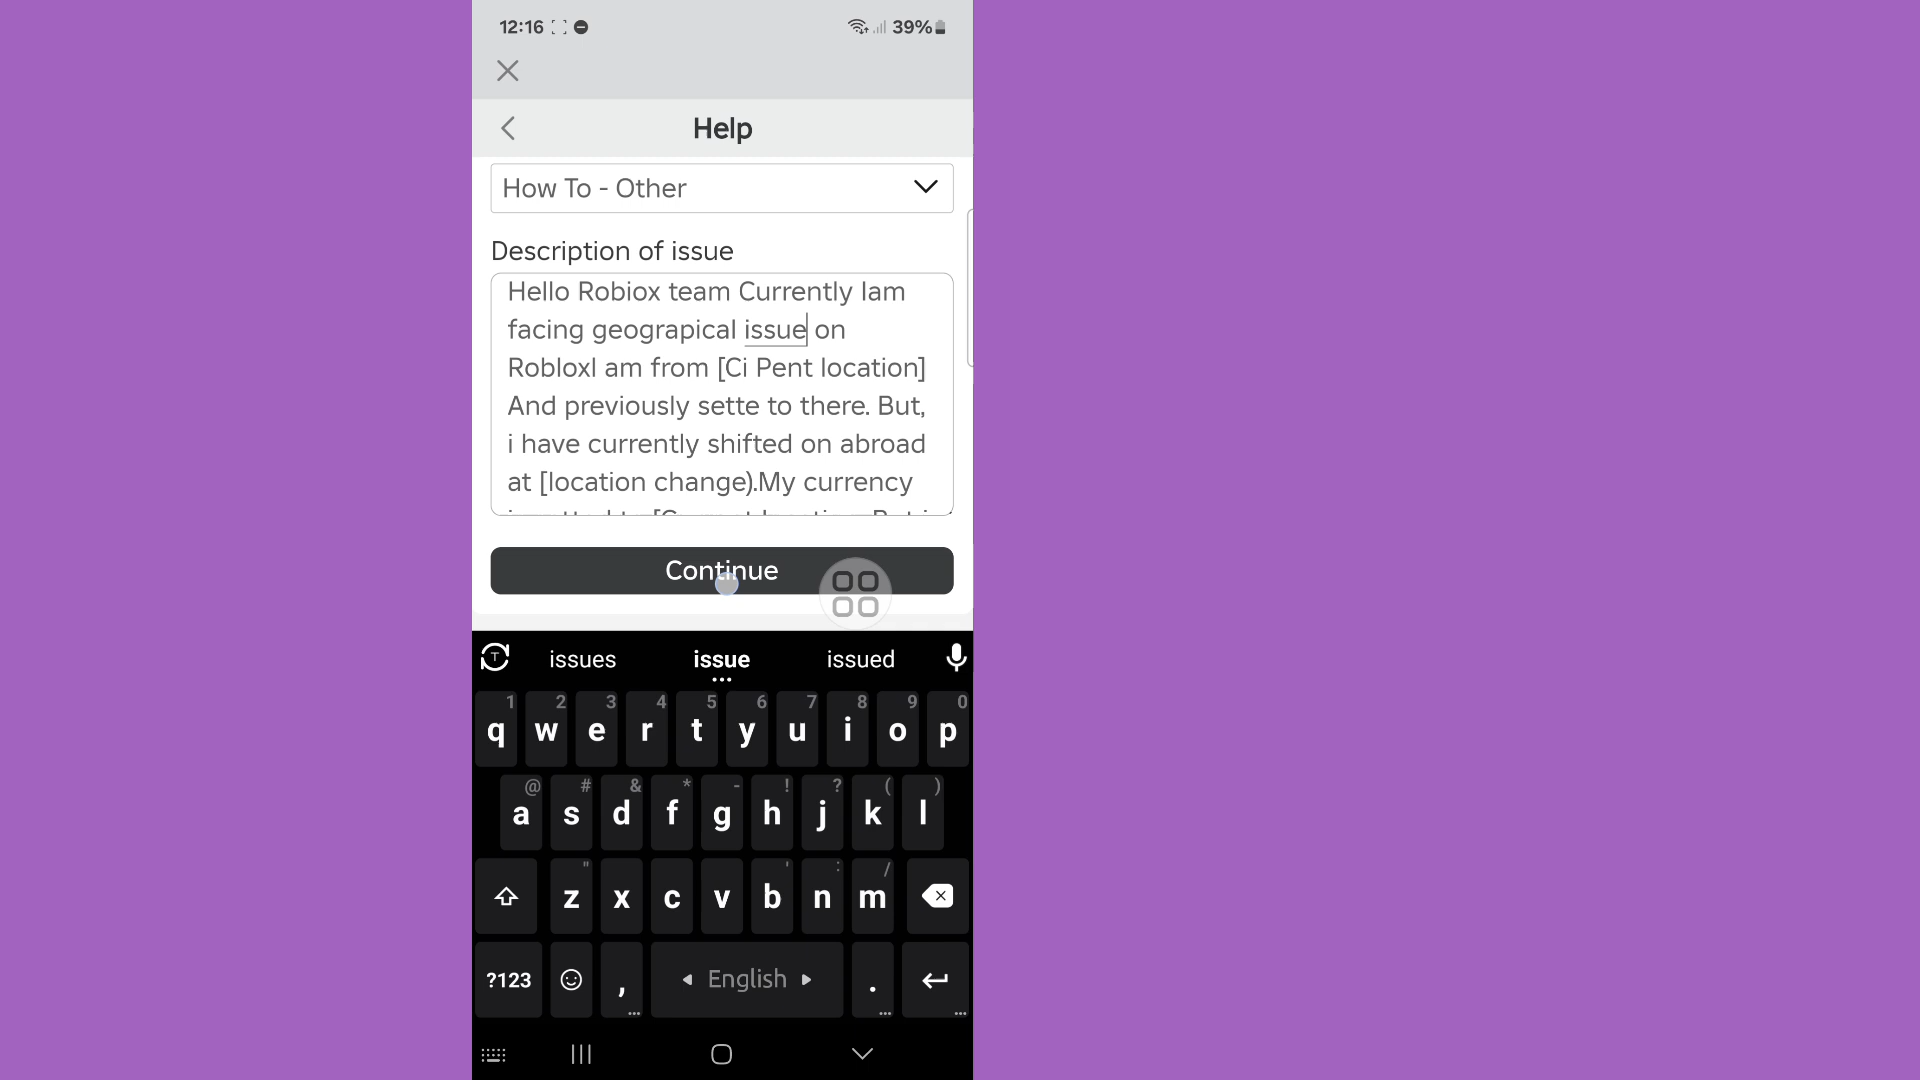 12:16
39%
Help
How To - Other
Description of issue
Hello Robiox team Currently Iam
facing geograpical issue on
RobloxI am from [Ci Pent location]
And previously sette to there. But,
i have currently shifted on abroad
at [location change).My currency
Continue
issues issue issued
1 2 3 4 5 6 7 8 9 0
q w e r t y u i o p
@ # & * - ! ? ( )
a s d f g h j k l
" ' : /
z x c v b n m
?123 , English .